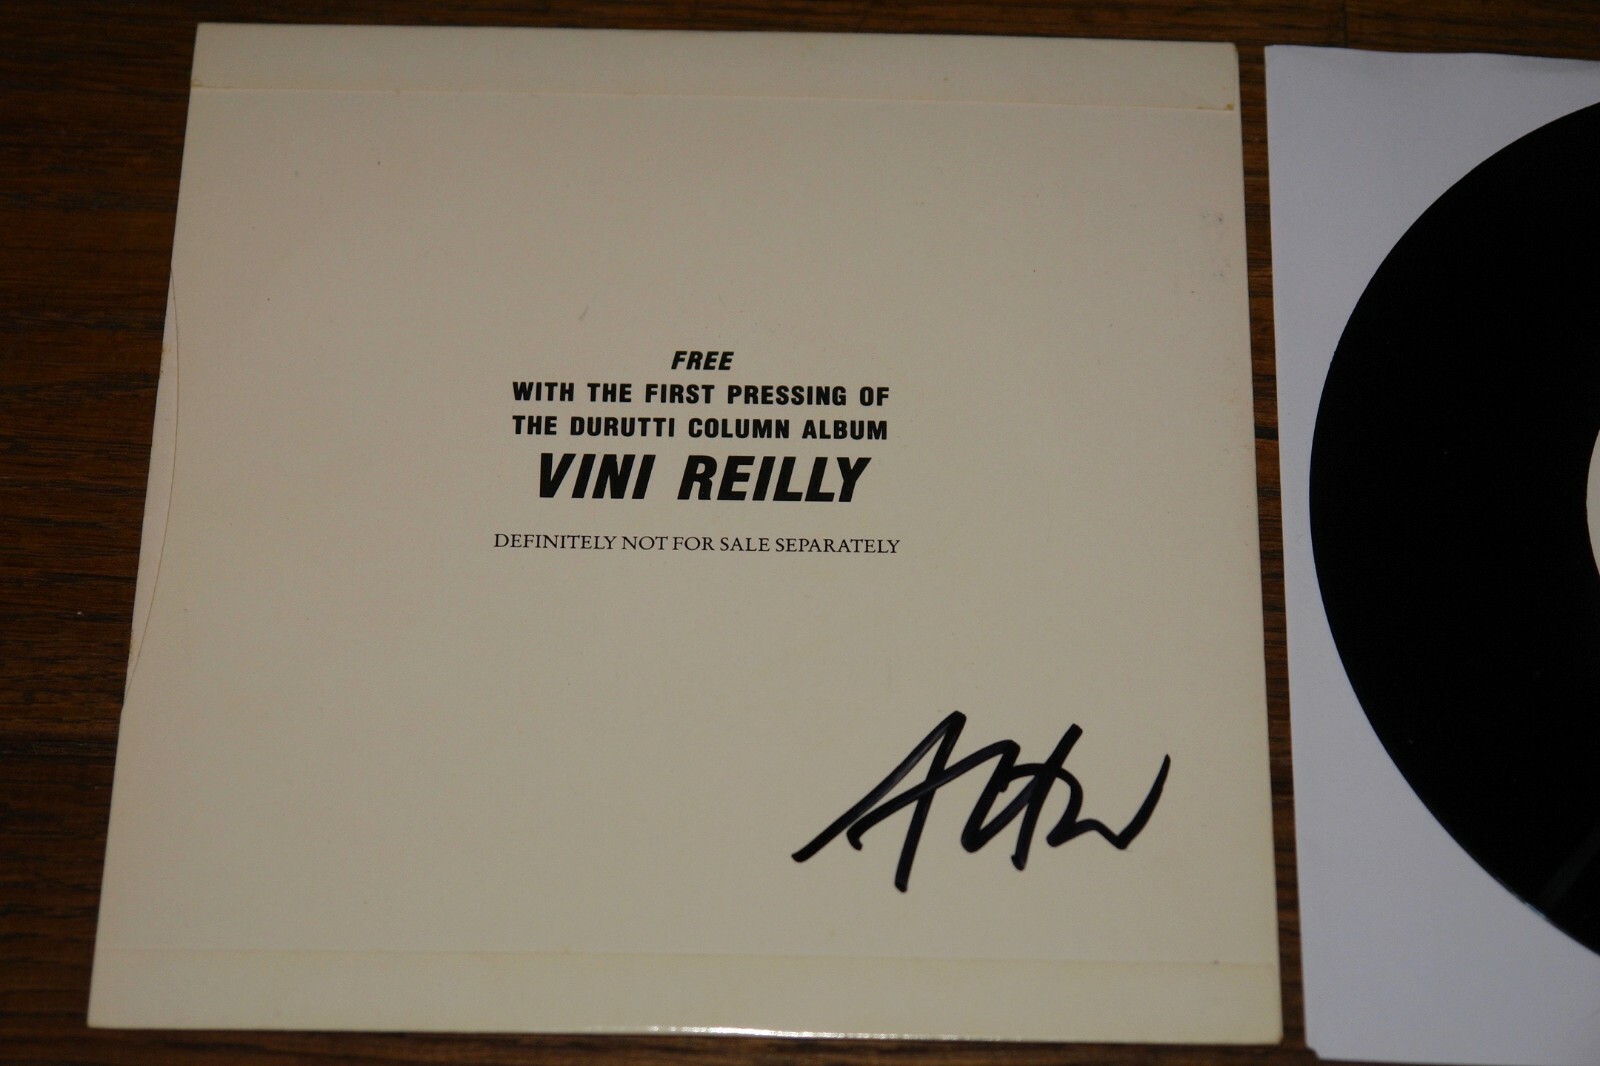 FREE
WITH THE FIRST PRESSING OF
THE DURUTTI COLUMN ALBUM
VINI REILLY
DEFINITELY NOT FOR SALE SEPARATELY